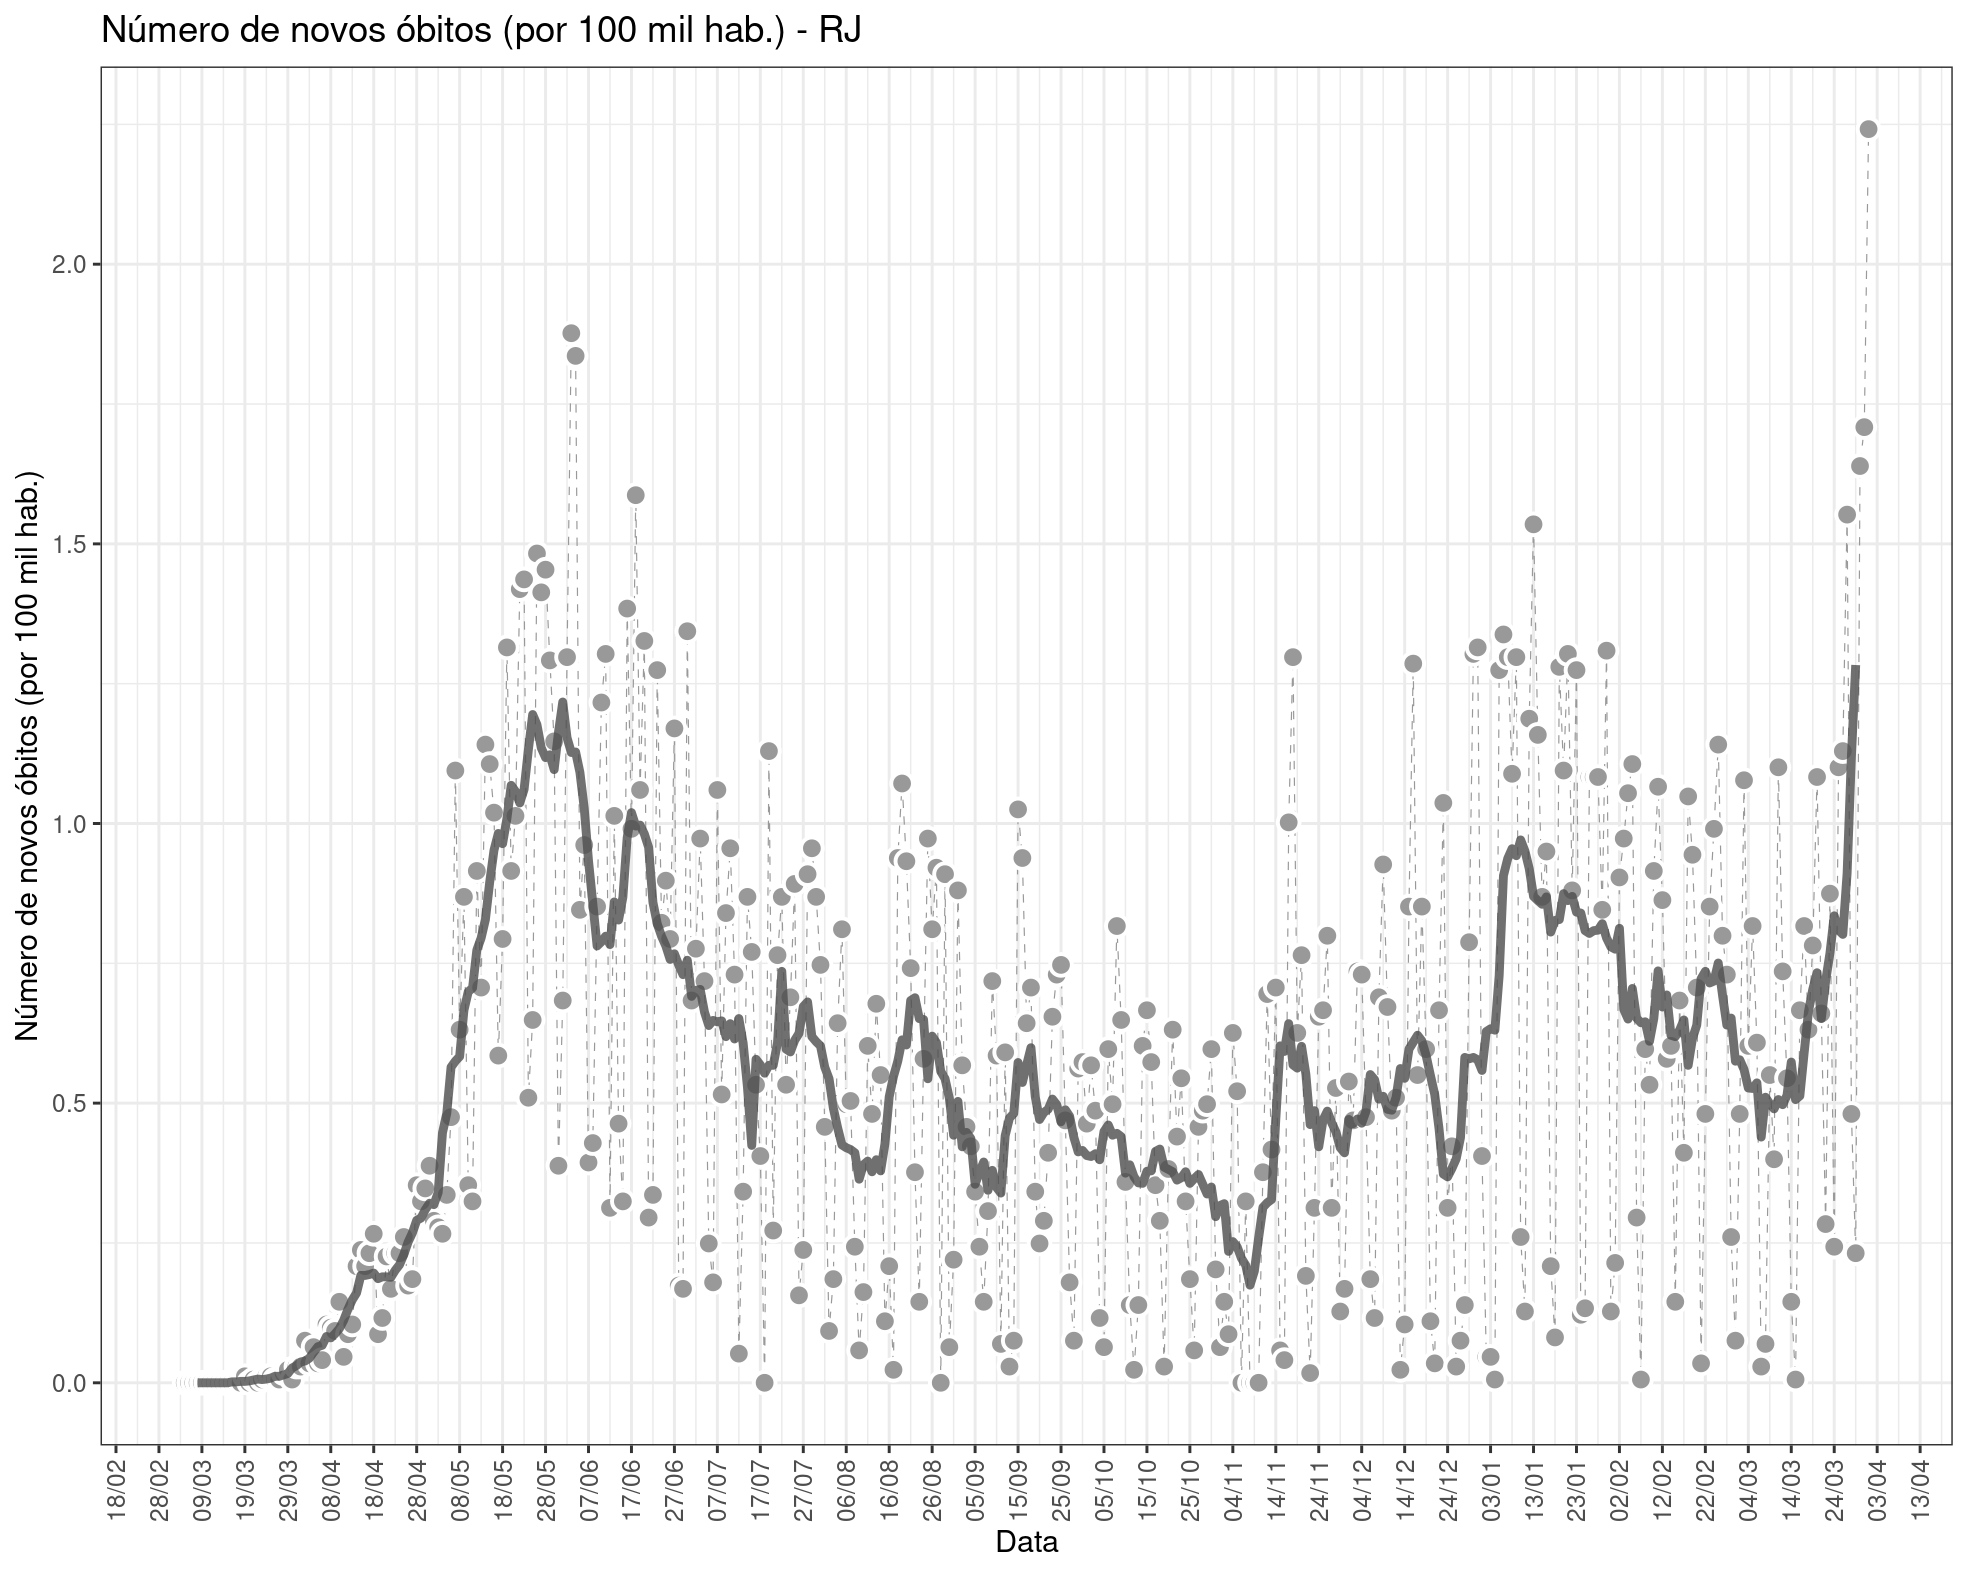 Número de novos óbitos (por 100 mil hab.) - RJ
Número de novos óbitos (por 100 mil hab.)
2.0
1.5
1.0
0.5
0.0
18/02 28/02 09/03 19/03 29/03 08/04 18/04 28/04 08/05 18/05 28/05 07/06 17/06 27/06 07/07 17/07 27/07 06/08 16/08 26/08 05/09 15/09 25/09 05/10 15/10 25/10 04/11 14/11 24/11 04/12 14/12 24/12 03/01 13/01 23/01 02/02 12/02 22/02 04/03 14/03 24/03 03/04 13/04
Data